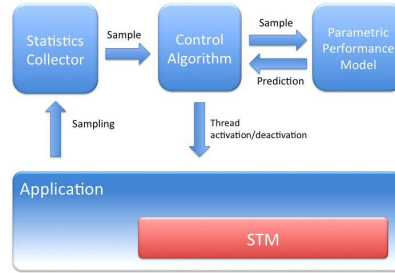 Statistics
Collector
Sample
Control
Algorithm
Sample
Prediction
Parametric
Performance
Model
Sampling
Thread
activation/deactivation
Application
STM